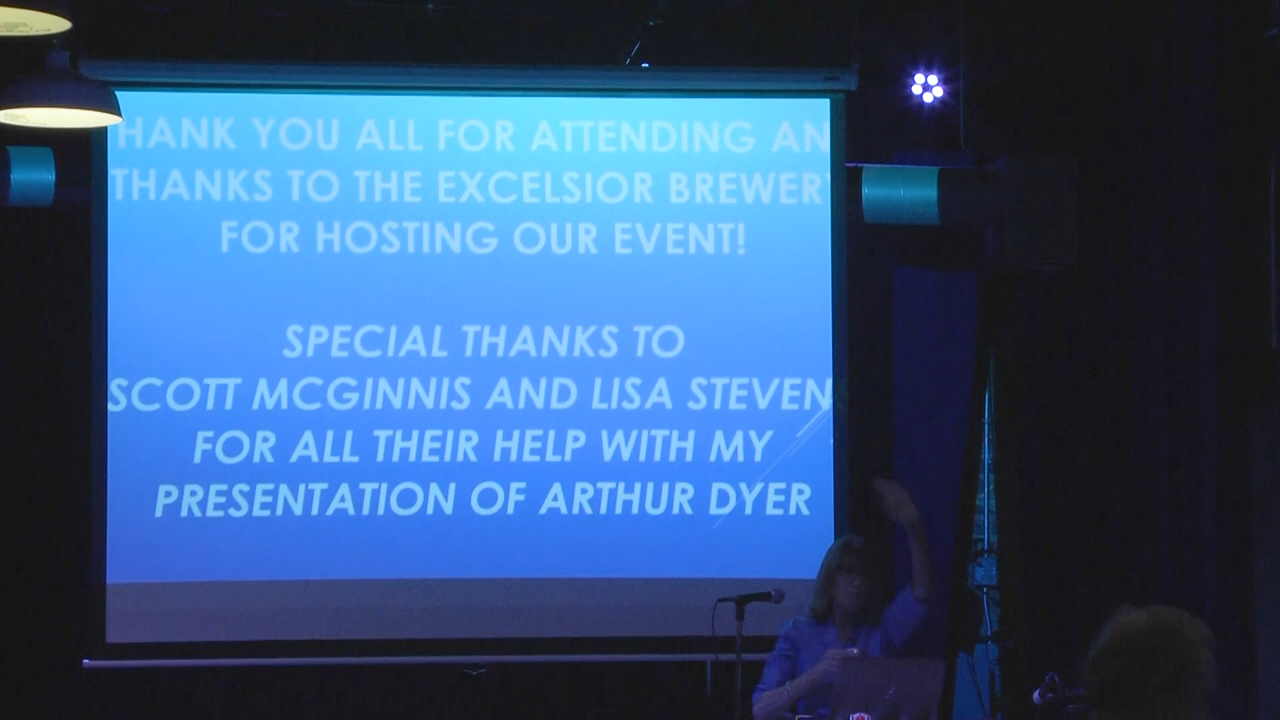 HANK YOU ALL FOR ATTENDING AN
THANKS TO THE EXCELSIOR BREWERY
FOR HOSTING OUR EVENT!
SPECIAL THANKS TO
SCOTT MCGINNIS AND LISA STEVEN
FOR ALL THEIR HELP WITH MY
PRESENTATION OF ARTHUR DYER